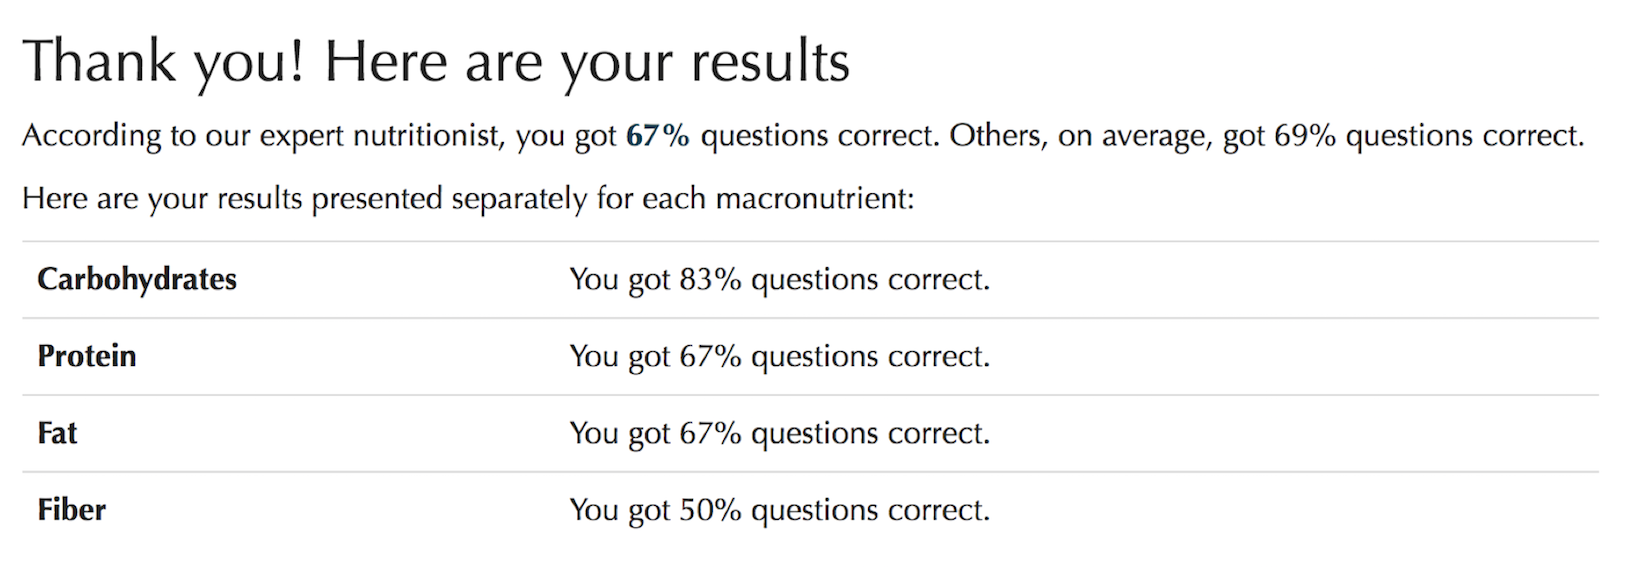 Thank you! Here are your results
According to our expert nutritionist, you got 67% questions correct. Others, on average, got 69% questions correct.
Here are your results presented separately for each macronutrient:
Carbohydrates You got 83% questions correct.
Protein You got 67% questions correct.
Fat You got 67% questions correct.
Fiber You got 50% questions correct.